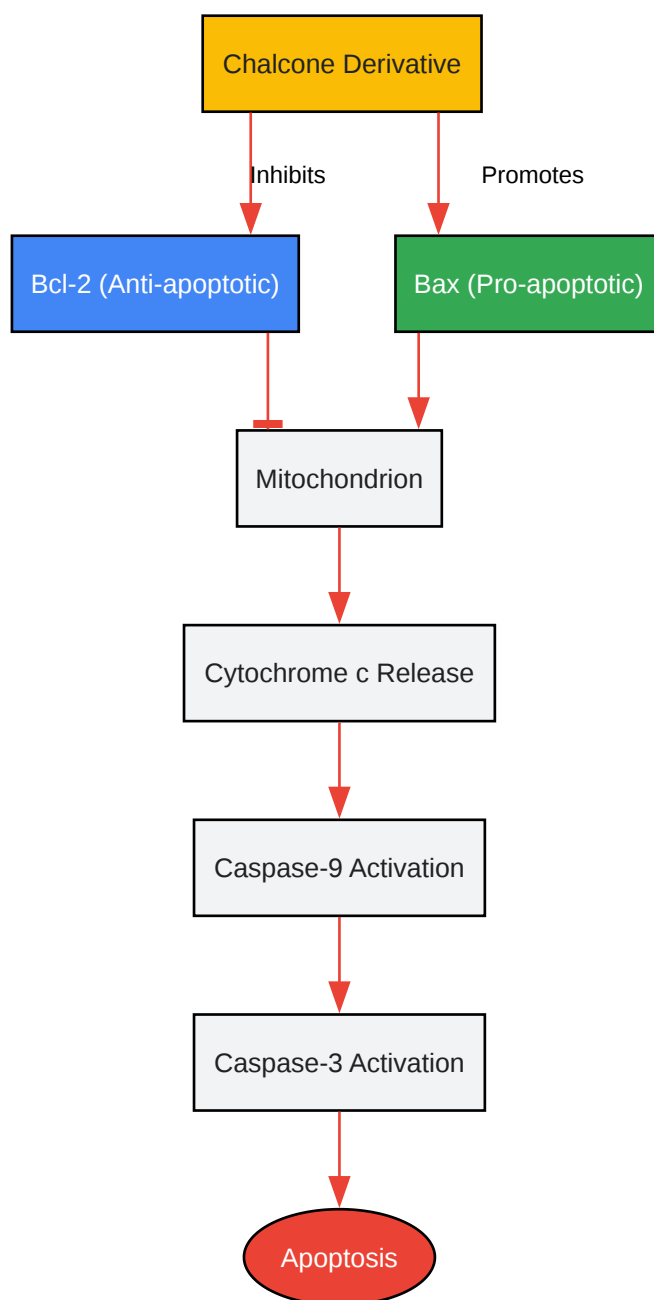 Chalcone Derivative
Inhibits
Promotes
Bcl-2 (Anti-apoptotic)
Bax (Pro-apoptotic)
Mitochondrion
Cytochrome c Release
Caspase-9 Activation
Caspase-3 Activation
Apoptosis